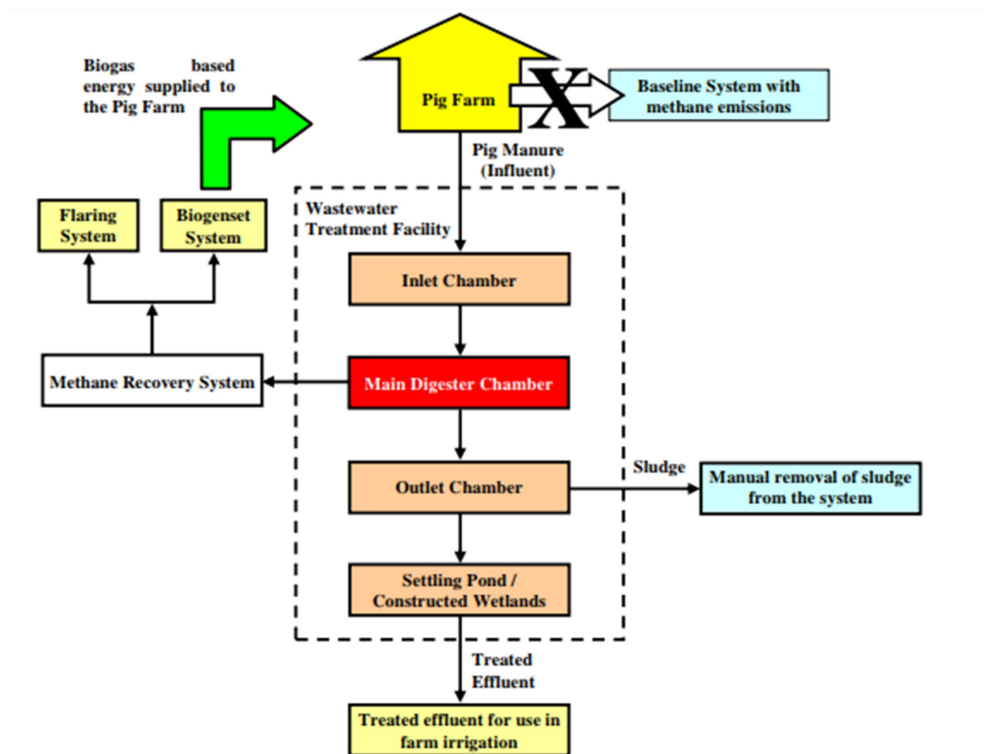 Biogas based
energy supplied to
the Pig Farm
Pig Farm
X
Baseline System with
methane emissions
Pig Manure
(Influent)
Flaring
System
Biogenset
System
Wastewater
Treatment Facility
Inlet Chamber
Methane Recovery System
Main Digester Chamber
Outlet Chamber
Sludge
Manual removal of sludge
from the system
Settling Pond /
Constructed Wetlands
Treated
Effluent
Treated effluent for use in
farm irrigation